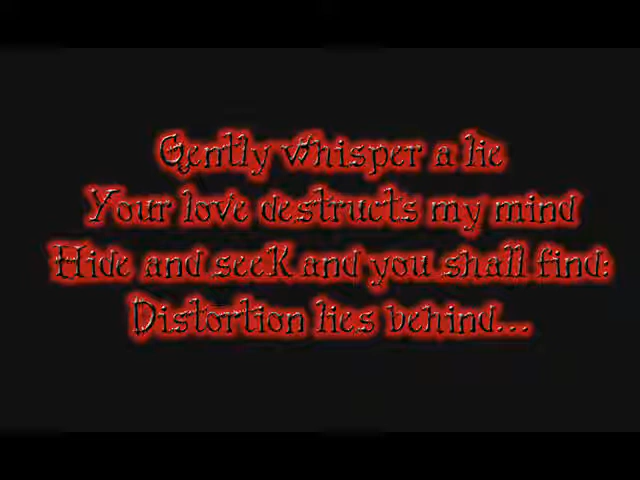 Gently whisper a lie
Your love destructs my mind
Hide and seek and you shall find:
Distortion lies behind...